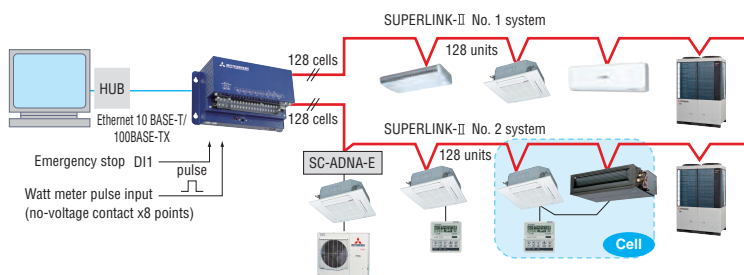 SUPERLINK-Ⅱ No. 1 system
128 cells
128 units
HUB
Ethernet 10 BASE-T/
100BASE-TX
128 cells
SUPERLINK-Ⅱ No. 2 system
128 units
Emergency stop DI1
pulse
SC-ADNA-E
Watt meter pulse input
(no-voltage contact x8 points)
Cell